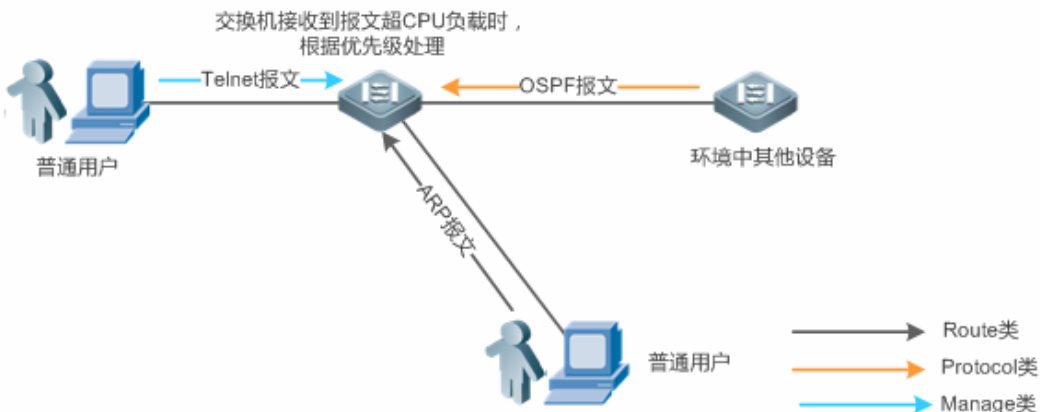 交换机接收到报文超CPU负载时，
根据优先级处理
Telnet报文
OSPF报文
普通用户
环境中其他设备
ARP报文
普通用户
Route类
Protocol类
Manage类